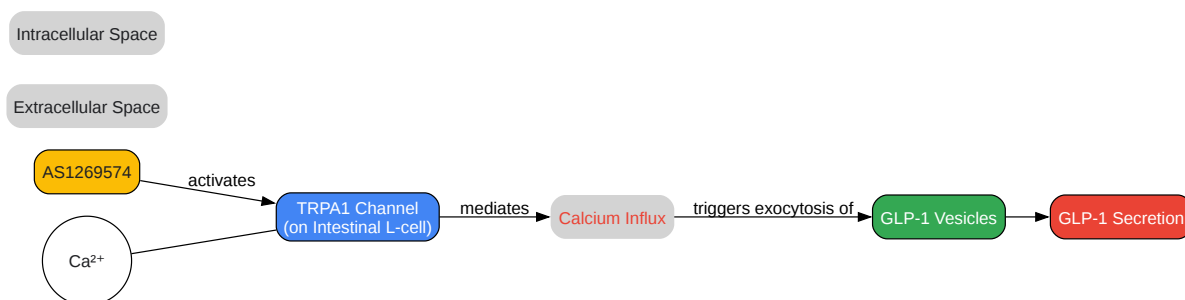 Intracellular Space
Extracellular Space
AS1269574
activates
TRPA1 Channel
(on Intestinal L-cell)
mediates
Calcium Influx
triggers exocytosis of
GLP-1 Vesicles
GLP-1 Secretion
Ca²⁺